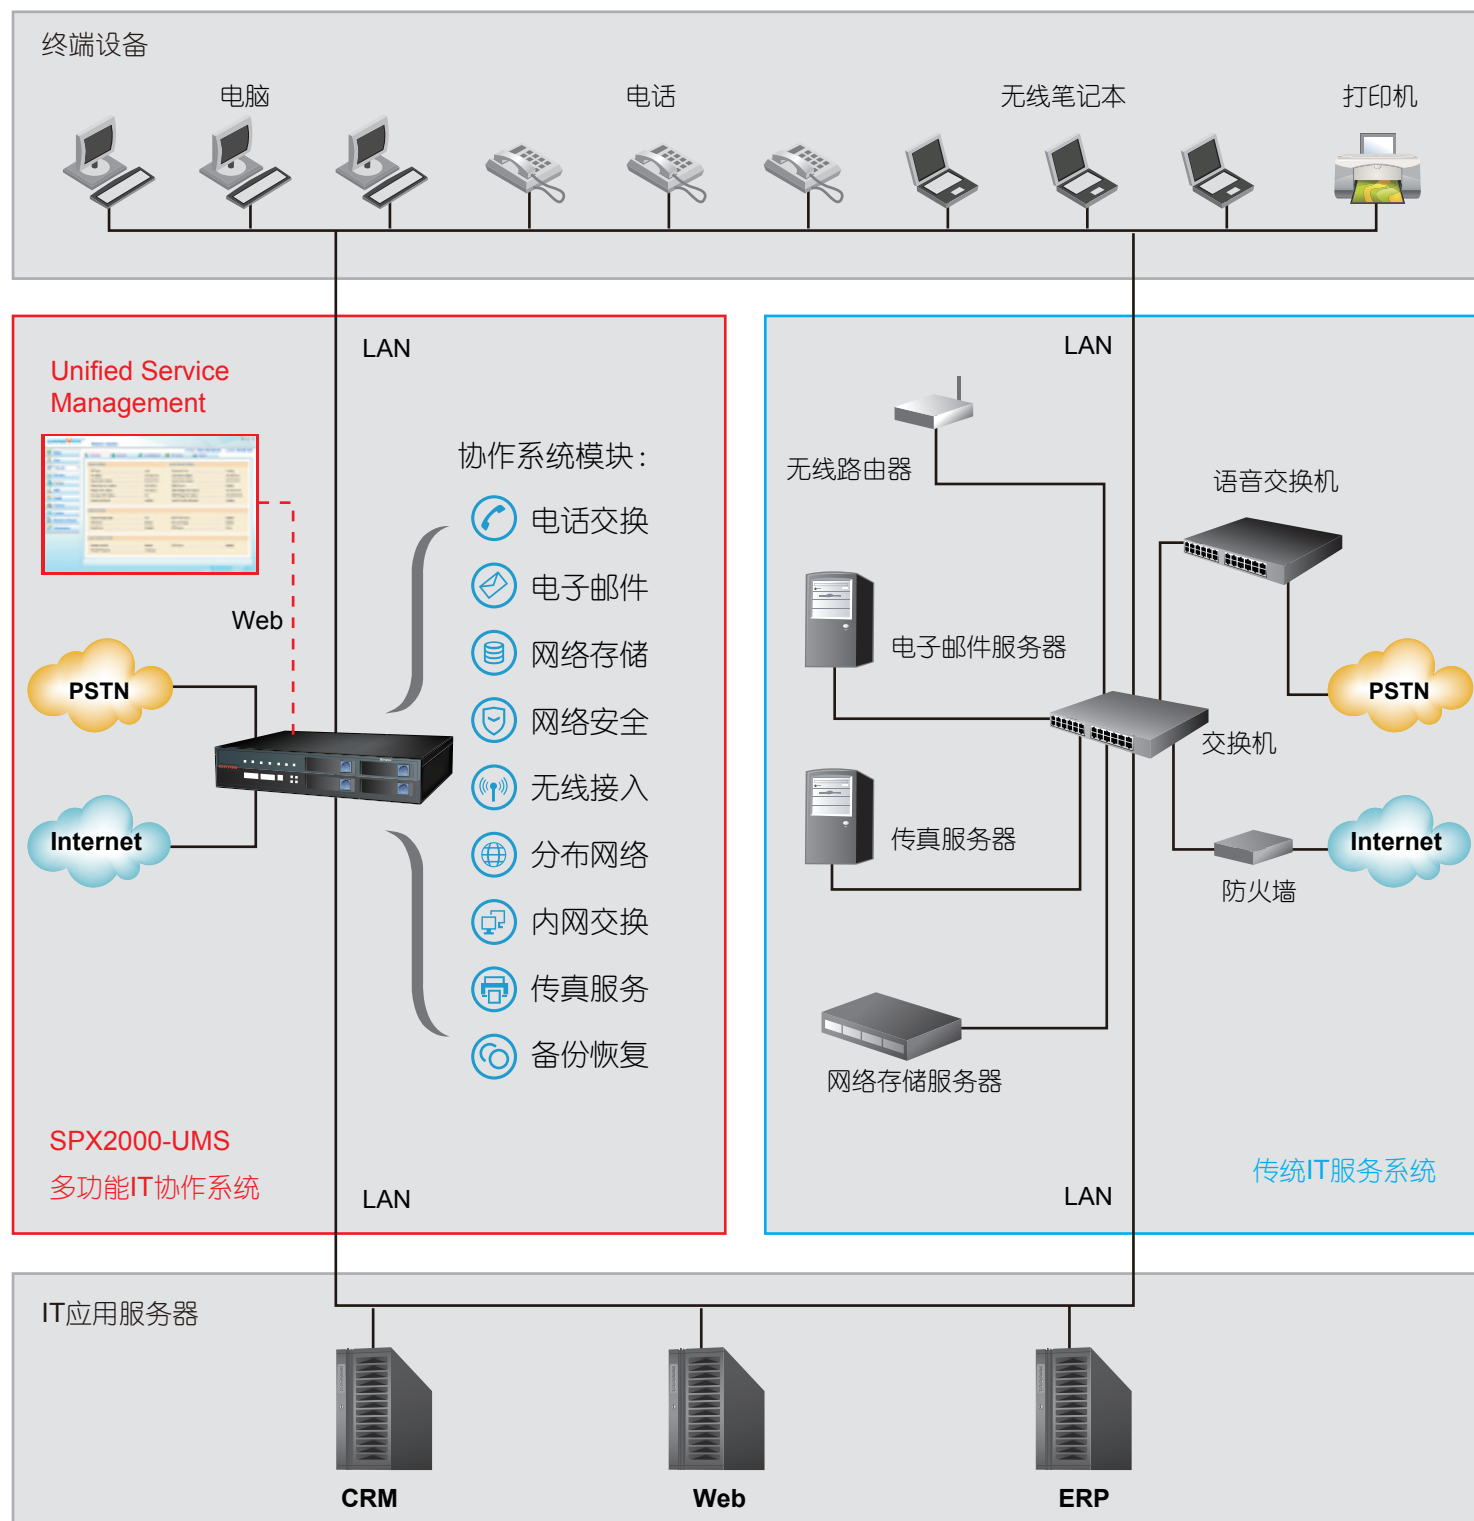 终端设备
电脑
电话
无线笔记本
打印机
LAN
Unified Service
Management
Web
PSTN
Internet
协作系统模块：
电话交换
电子邮件
网络存储
网络安全
无线接入
分布网络
内网交换
传真服务
备份恢复
SPX2000-UMS
多功能IT协作系统
LAN
LAN
无线路由器
语音交换机
电子邮件服务器
PSTN
交换机
传真服务器
Internet
防火墙
网络存储服务器
传统IT服务系统
LAN
IT应用服务器
CRM
Web
ERP